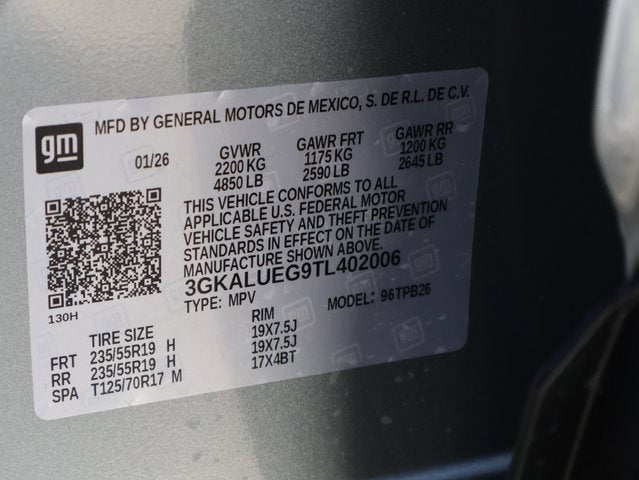 gm
MFD BY GENERAL MOTORS DE MEXICO, S. DE R.L. DE C.V.
01/26 GVWR GAWR FRT GAWR RR
2200 KG 1175 KG 1200 KG
4850 LB 2590 LB 2645 LB
THIS VEHICLE CONFORMS TO ALL
APPLICABLE U.S. FEDERAL MOTOR
VEHICLE SAFETY AND THEFT PREVENTION
STANDARDS IN EFFECT ON THE DATE OF
MANUFACTURE SHOWN ABOVE.
3GKALUEG9TL402006
130H
TYPE: MPV MODEL: 96TPB26
TIRE SIZE RIM
FRT 235/55R19 H 19X7.5J
RR 235/55R19 H 19X7.5J
SPA T125/70R17 M 17X4BT